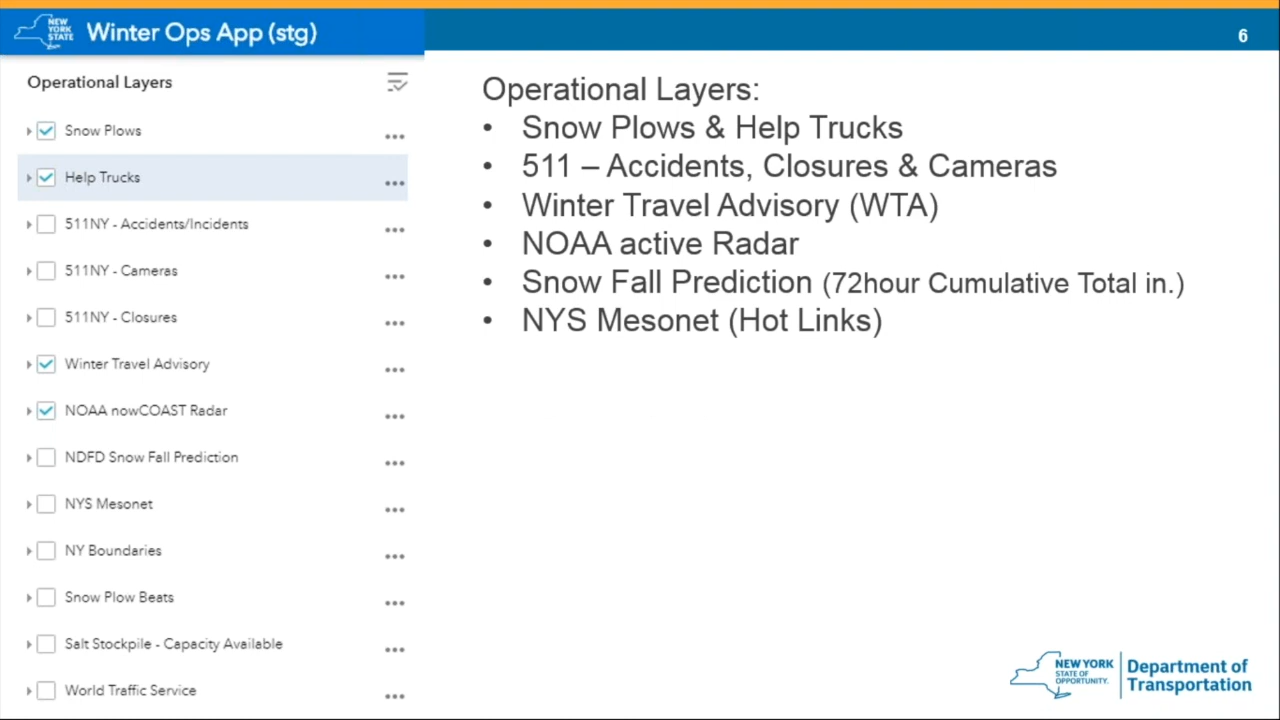 NEW
YORK
STATE
Winter Ops App (stg)
6
Operational Layers
Snow Plows
Help Trucks
511NY - Accidents/Incidents
511NY - Cameras
511NY - Closures
Winter Travel Advisory
NOAA nowCOAST Radar
NDFD Snow Fall Prediction
NYS Mesonet
NY Boundaries
Snow Plow Beats
Salt Stockpile - Capacity Available
World Traffic Service
Operational Layers:
• Snow Plows & Help Trucks
• 511 – Accidents, Closures & Cameras
• Winter Travel Advisory (WTA)
• NOAA active Radar
• Snow Fall Prediction (72hour Cumulative Total in.)
• NYS Mesonet (Hot Links)
NEW YORK
STATE OF
OPPORTUNITY.
Department of
Transportation